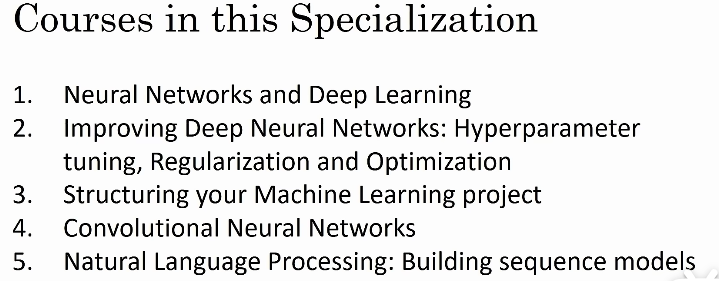 Courses in this Specialization
1. Neural Networks and Deep Learning
2. Improving Deep Neural Networks: Hyperparameter
tuning, Regularization and Optimization
3. Structuring your Machine Learning project
4. Convolutional Neural Networks
5. Natural Language Processing: Building sequence models